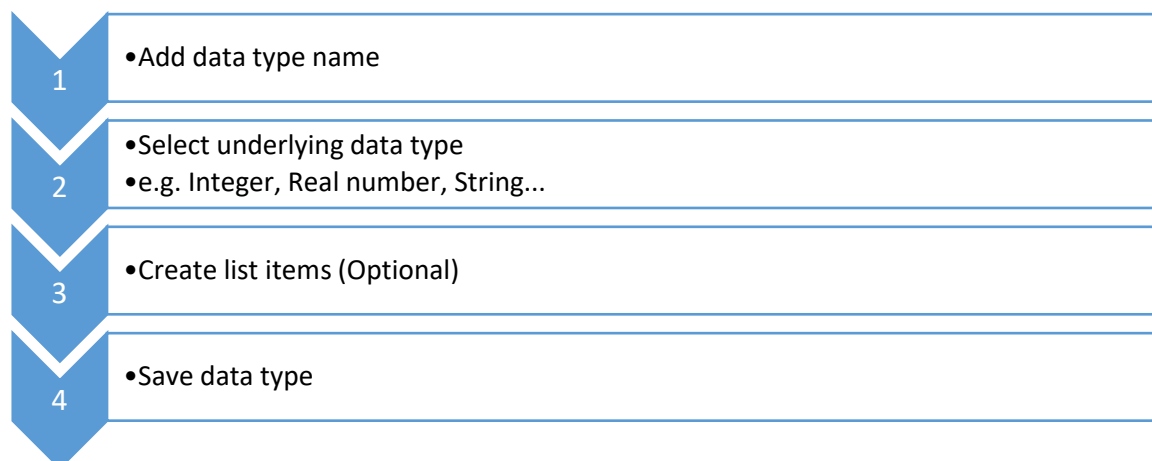 1
•Add data type name
2
•Select underlying data type
•e.g. Integer, Real number, String...
3
•Create list items (Optional)
4
•Save data type